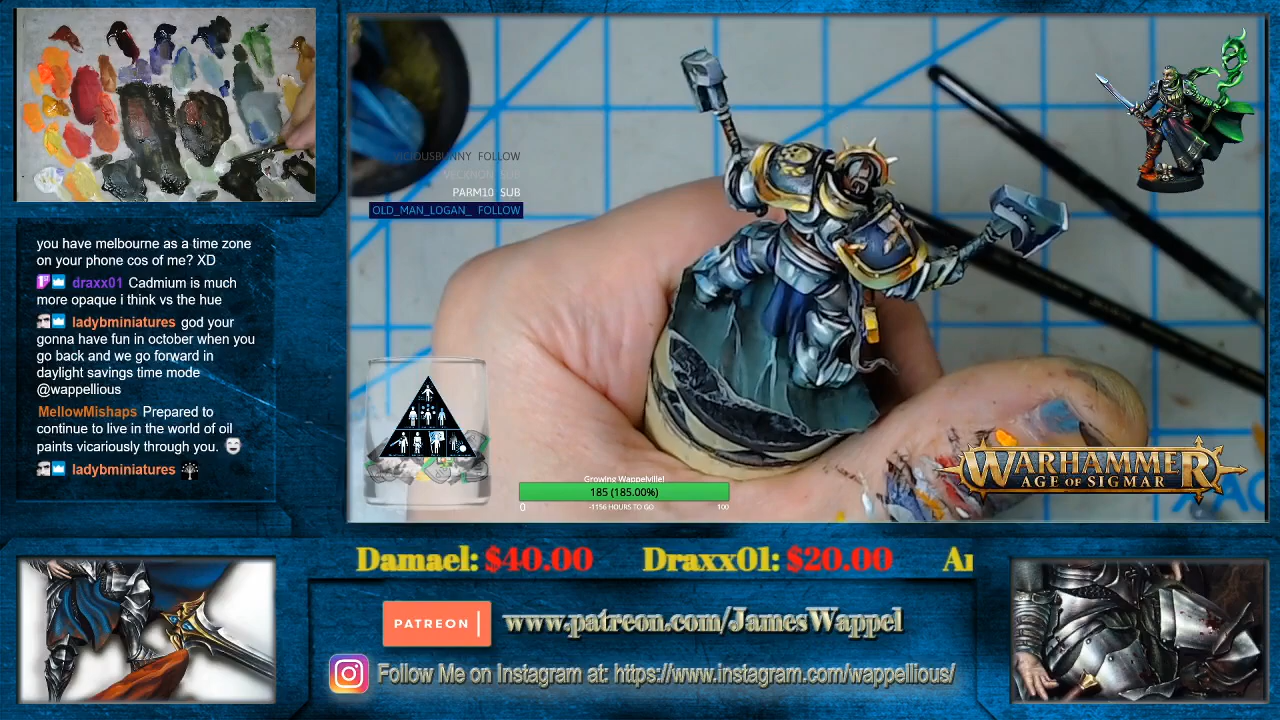 you have melbourne as a time zone
on your phone cos of me? XD
draxx01 Cadmium is much
more opaque i think vs the hue
ladybminiatures god your
gonna have fun in october when you
go back and we go forward in
daylight savings time mode
@wappellious
MellowMishaps Prepared to
continue to live in the world of oil
paints vicariously through you.
ladybminiatures
VICIOUSBUNNY FOLLOW
PARM10 SUB
OLD_MAN_LOGAN_ FOLLOW
Growing Wappelville!
185 (185.00%)
0 -1156 HOURS TO GO 100
WARHAMMER
AGE OF SIGMAR
Damael: $40.00 Draxx01: $20.00
PATREON
www.patreon.com/JamesWappel
Follow Me on Instagram at: https://www.instagram.com/wappellious/